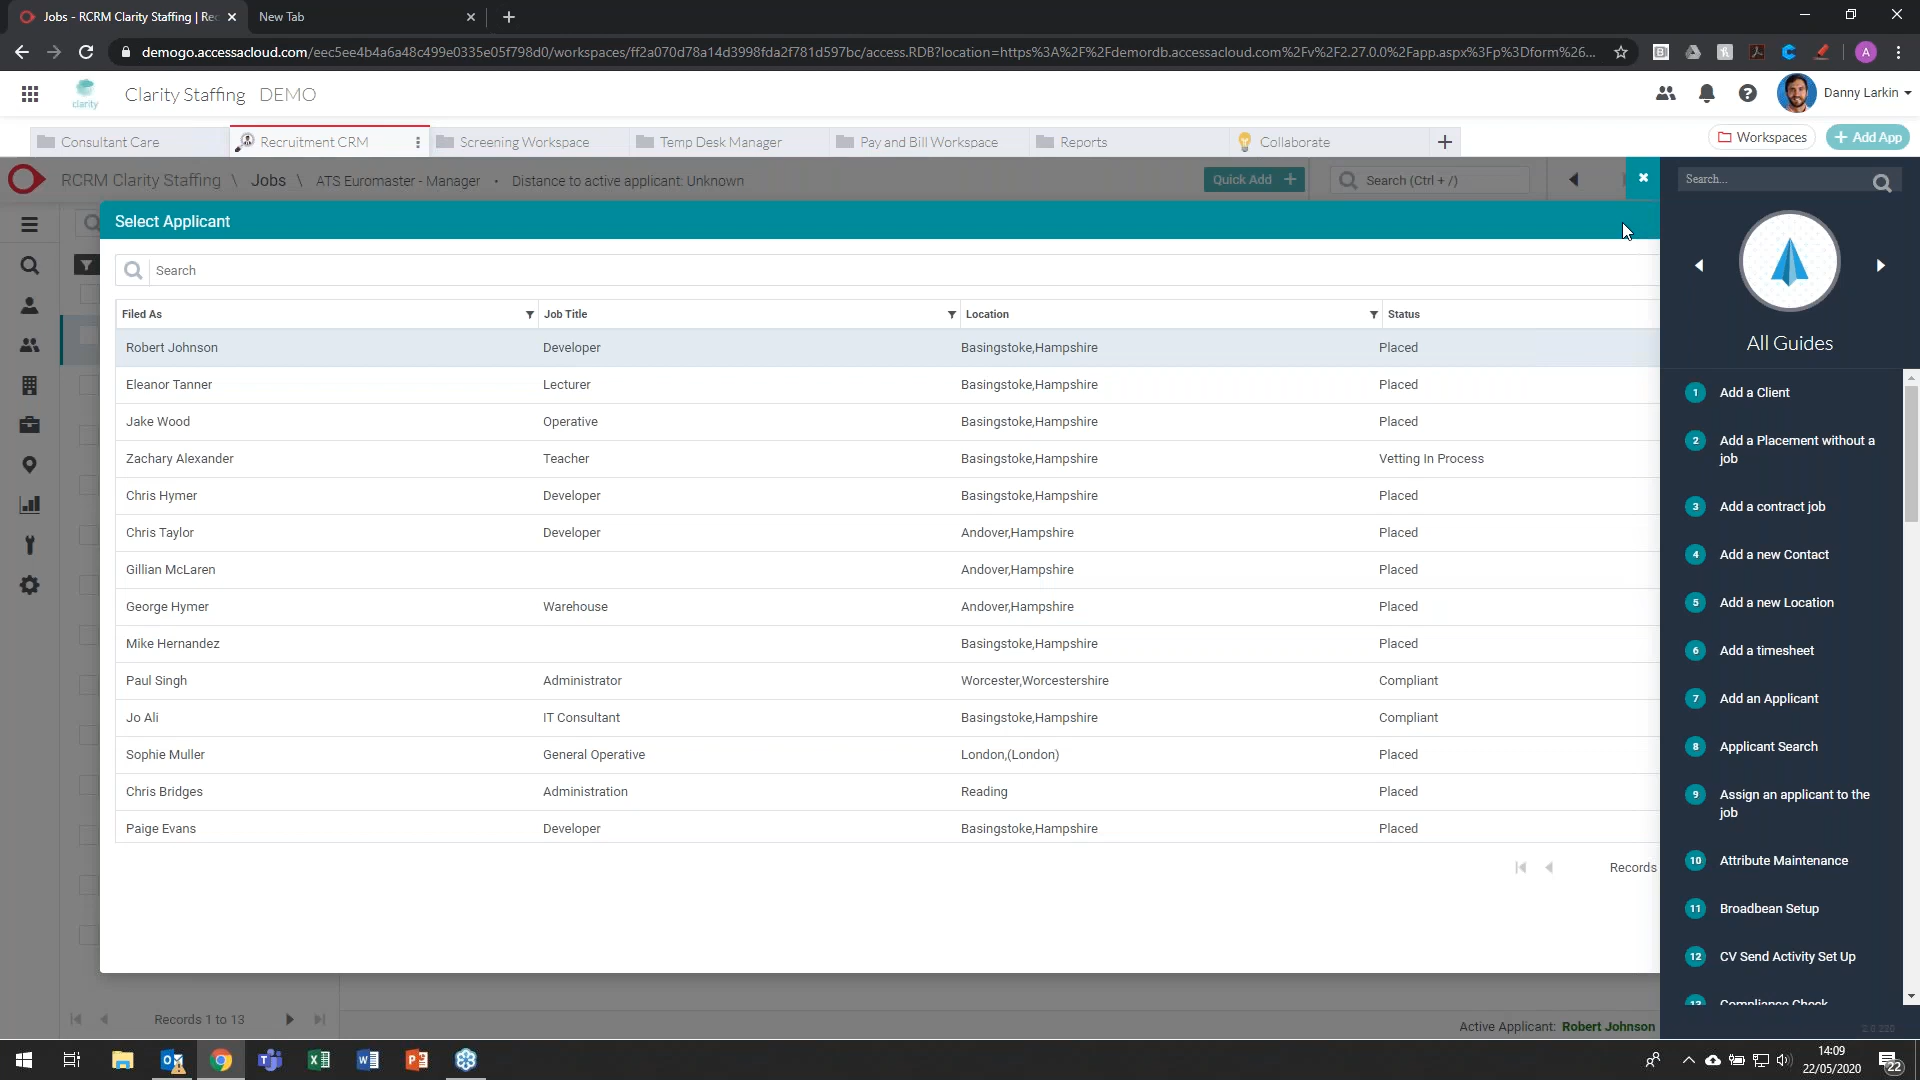 Jobs - RCRM Clarity Staffing | Rec
New Tab
demogo.accessacloud.com/eec5ee4b4a6a48c499e0335e05f798d0/workspaces/ff2a070d78a14d3998fda2f781d597bc/access.RDB?location=https%3A%2F%2Fdemordb.accessacloud.com%2Fv%2F2.27.0.0%2Fapp.aspx%3Fp%3Dform%26...
A
clarity
Clarity Staffing DEMO
Danny Larkin
Consultant Care
Recruitment CRM
Screening Workspace
Temp Desk Manager
Pay and Bill Workspace
Reports
Collaborate
Workspaces
Add App
RCRM Clarity Staffing \ Jobs \ ATS Euromaster - Manager • Distance to active applicant: Unknown
Quick Add
Search (Ctrl + /)
Search...
Select Applicant
Search
Filed As Job Title Location Status
Robert Johnson Developer Basingstoke,Hampshire Placed
Eleanor Tanner Lecturer Basingstoke,Hampshire Placed
Jake Wood Operative Basingstoke,Hampshire Placed
Zachary Alexander Teacher Basingstoke,Hampshire Vetting In Process
Chris Hymer Developer Basingstoke,Hampshire Placed
Chris Taylor Developer Andover,Hampshire Placed
Gillian McLaren Andover,Hampshire Placed
George Hymer Warehouse Andover,Hampshire Placed
Mike Hernandez Basingstoke,Hampshire Placed
Paul Singh Administrator Worcester,Worcestershire Compliant
Jo Ali IT Consultant Basingstoke,Hampshire Compliant
Sophie Muller General Operative London,(London) Placed
Chris Bridges Administration Reading Placed
Paige Evans Developer Basingstoke,Hampshire Placed
Records
Records 1 to 13
Active Applicant: Robert Johnson
All Guides
1 Add a Client
2 Add a Placement without a
job
3 Add a contract job
4 Add a new Contact
5 Add a new Location
6 Add a timesheet
7 Add an Applicant
8 Applicant Search
9 Assign an applicant to the
job
10 Attribute Maintenance
11 Broadbean Setup
12 CV Send Activity Set Up
13 Compliance Check
2.0.220
14:09
22/05/2020
22